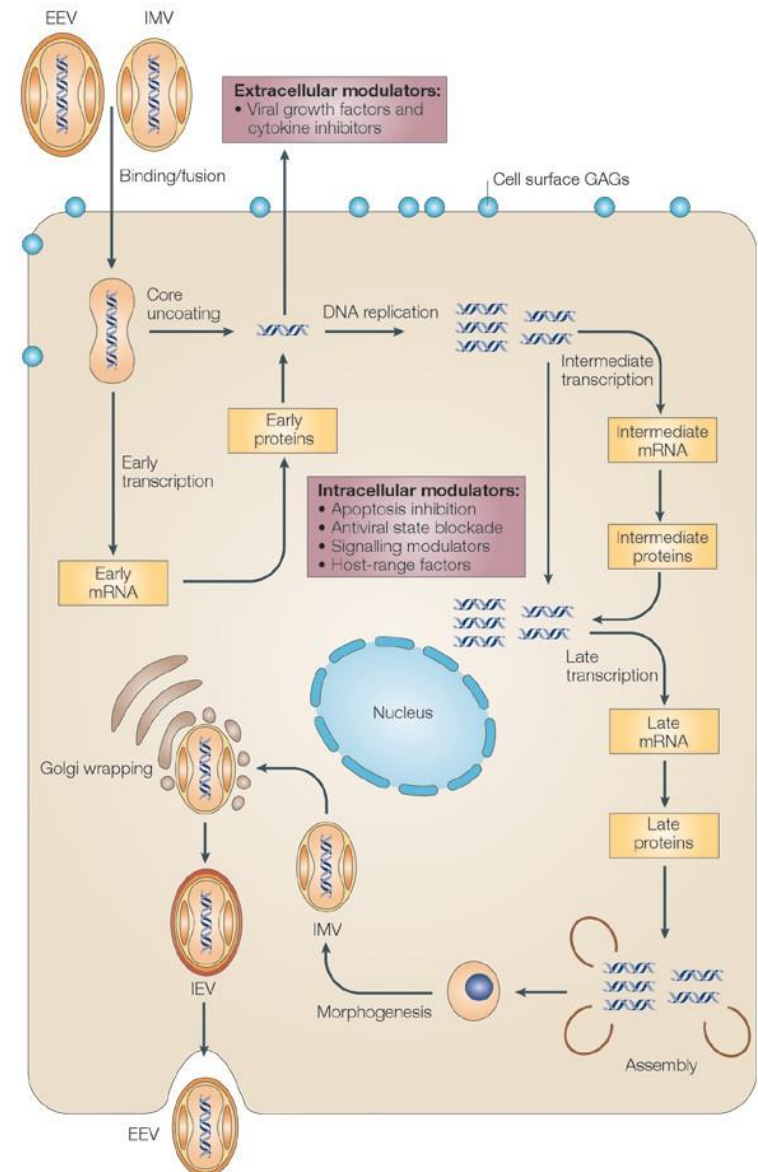 EEV
IMV
Extracellular modulators:
• Viral growth factors and
cytokine inhibitors
Binding/fusion
Cell surface GAGs
Core
uncoating
DNA replication
Intermediate
transcription
Early
proteins
Intermediate
mRNA
Early
transcription
Intracellular modulators:
• Apoptosis inhibition
• Antiviral state blockade
• Signalling modulators
• Host-range factors
Intermediate
proteins
Early
mRNA
Late
transcription
Nucleus
Late
mRNA
Golgi wrapping
Late
proteins
IMV
IEV
Morphogenesis
Assembly
EEV